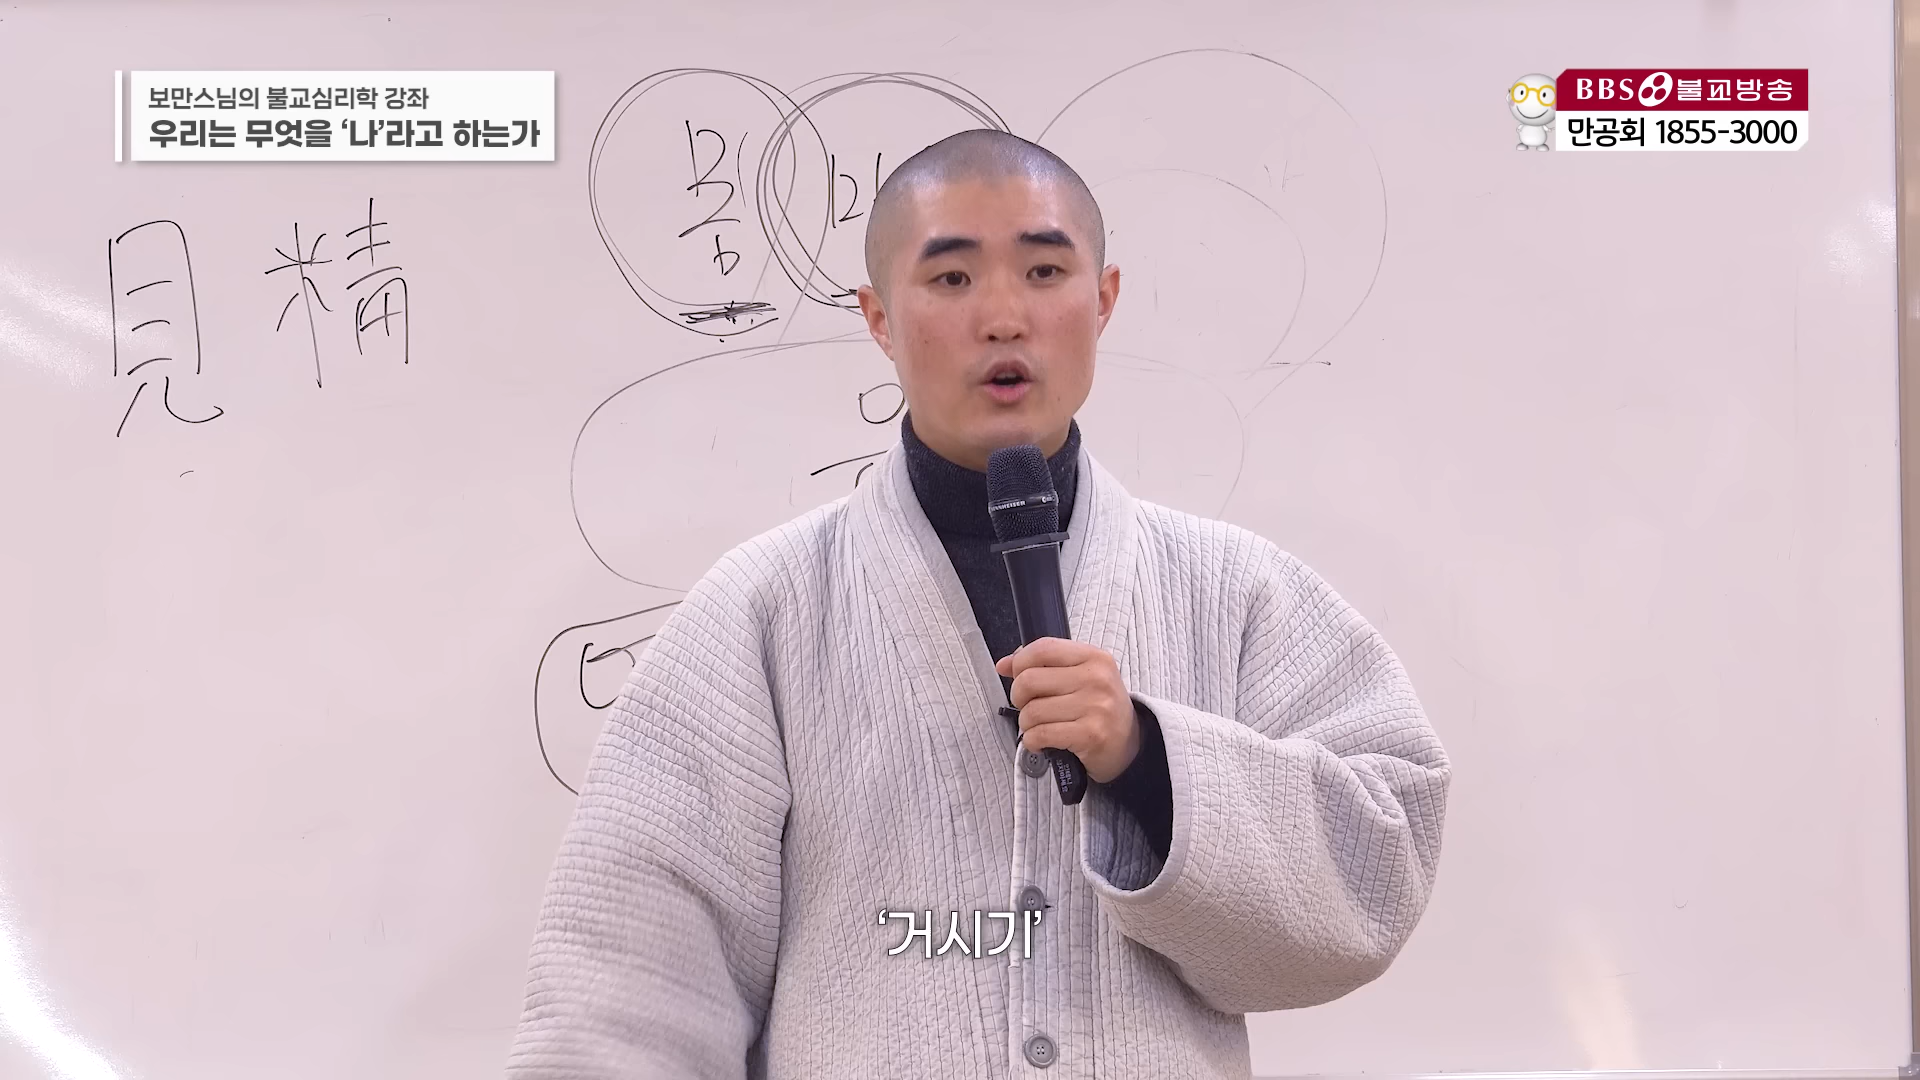 보만스님의 불교심리학 강좌
우리는 무엇을 ‘나’라고 하는가
BBS 불교방송
만공회 1855-3000
見 精
몸
‘거시기’